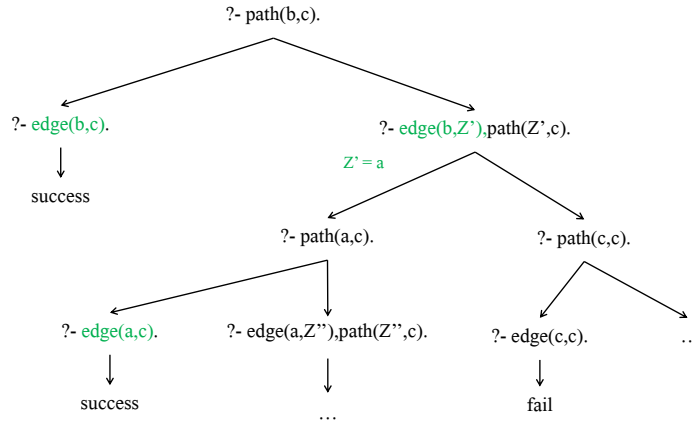 ?- path(b,c).
?- edge(b,c).
?- edge(b,Z’),path(Z’,c).
Z’ = a
success
?- path(a,c).
?- path(c,c).
?- edge(a,c).
?- edge(a,Z’’),path(Z’’,c).
?- edge(c,c).
..
success
…
fail